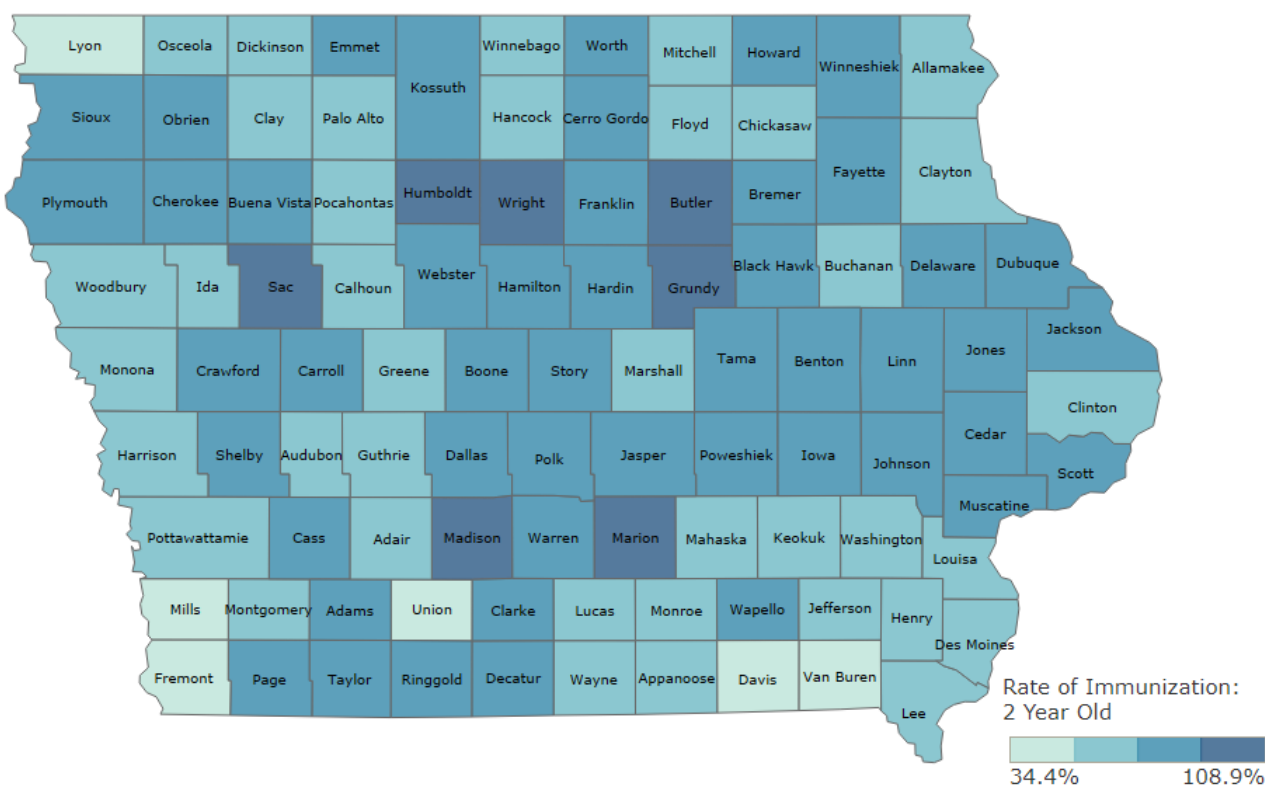 Lyon
Osceola
Dickinson
Emmet
Kossuth
Winnebago
Worth
Mitchell
Howard
Winneshiek
Allamakee
Sioux
Obrien
Clay
Palo Alto
Hancock
Cerro Gordo
Floyd
Chickasaw
Fayette
Clayton
Plymouth
Cherokee
Buena Vista
Pocahontas
Humboldt
Wright
Franklin
Butler
Bremer
Woodbury
Ida
Sac
Calhoun
Webster
Hamilton
Hardin
Grundy
Black Hawk
Buchanan
Delaware
Dubuque
Monona
Crawford
Carroll
Greene
Boone
Story
Marshall
Tama
Benton
Linn
Jones
Jackson
Clinton
Harrison
Shelby
Audubon
Guthrie
Dallas
Polk
Jasper
Poweshiek
Iowa
Johnson
Cedar
Scott
Muscatine
Pottawattamie
Cass
Adair
Madison
Warren
Marion
Mahaska
Keokuk
Washington
Louisa
Mills
Montgomery
Adams
Union
Clarke
Lucas
Monroe
Wapello
Jefferson
Henry
Des Moines
Fremont
Page
Taylor
Ringgold
Decatur
Wayne
Appanoose
Davis
Van Buren
Lee
Rate of Immunization:
2 Year Old
34.4%
108.9%